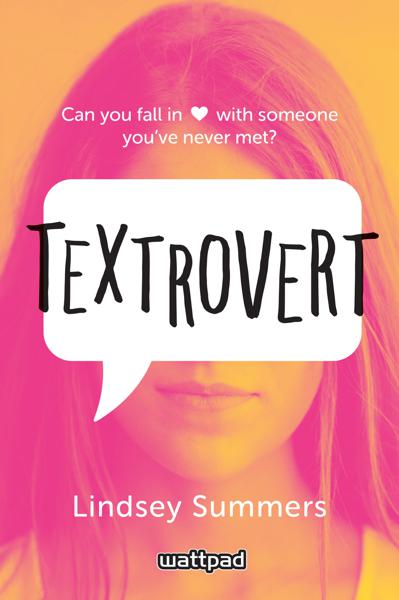 Can you fall in ♥ with someone
you've never met?
TEXTROVERT
Lindsey Summers
wattpad